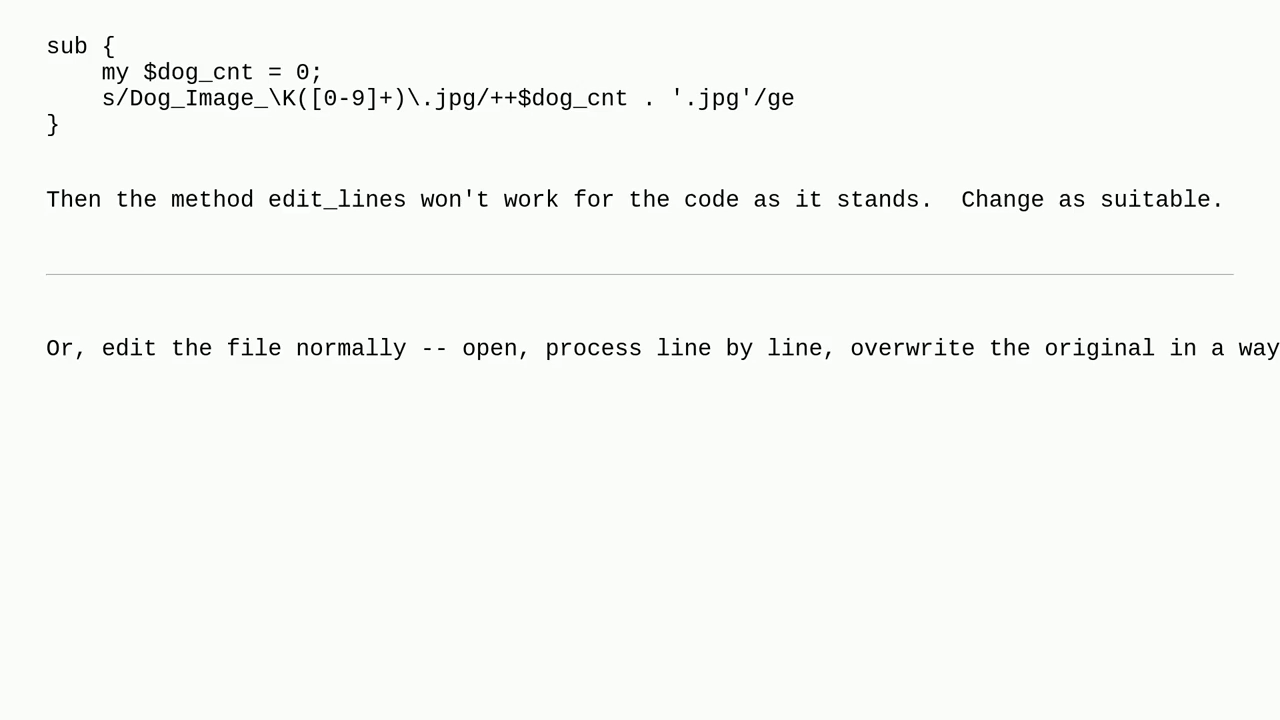 sub {
    my $dog_cnt = 0;
    s/Dog_Image_\K([0-9]+)\.jpg/++$dog_cnt . '.jpg'/ge
}
Then the method edit_lines won't work for the code as it stands.  Change as suitable.
Or, edit the file normally -- open, process line by line, overwrite the original in a way